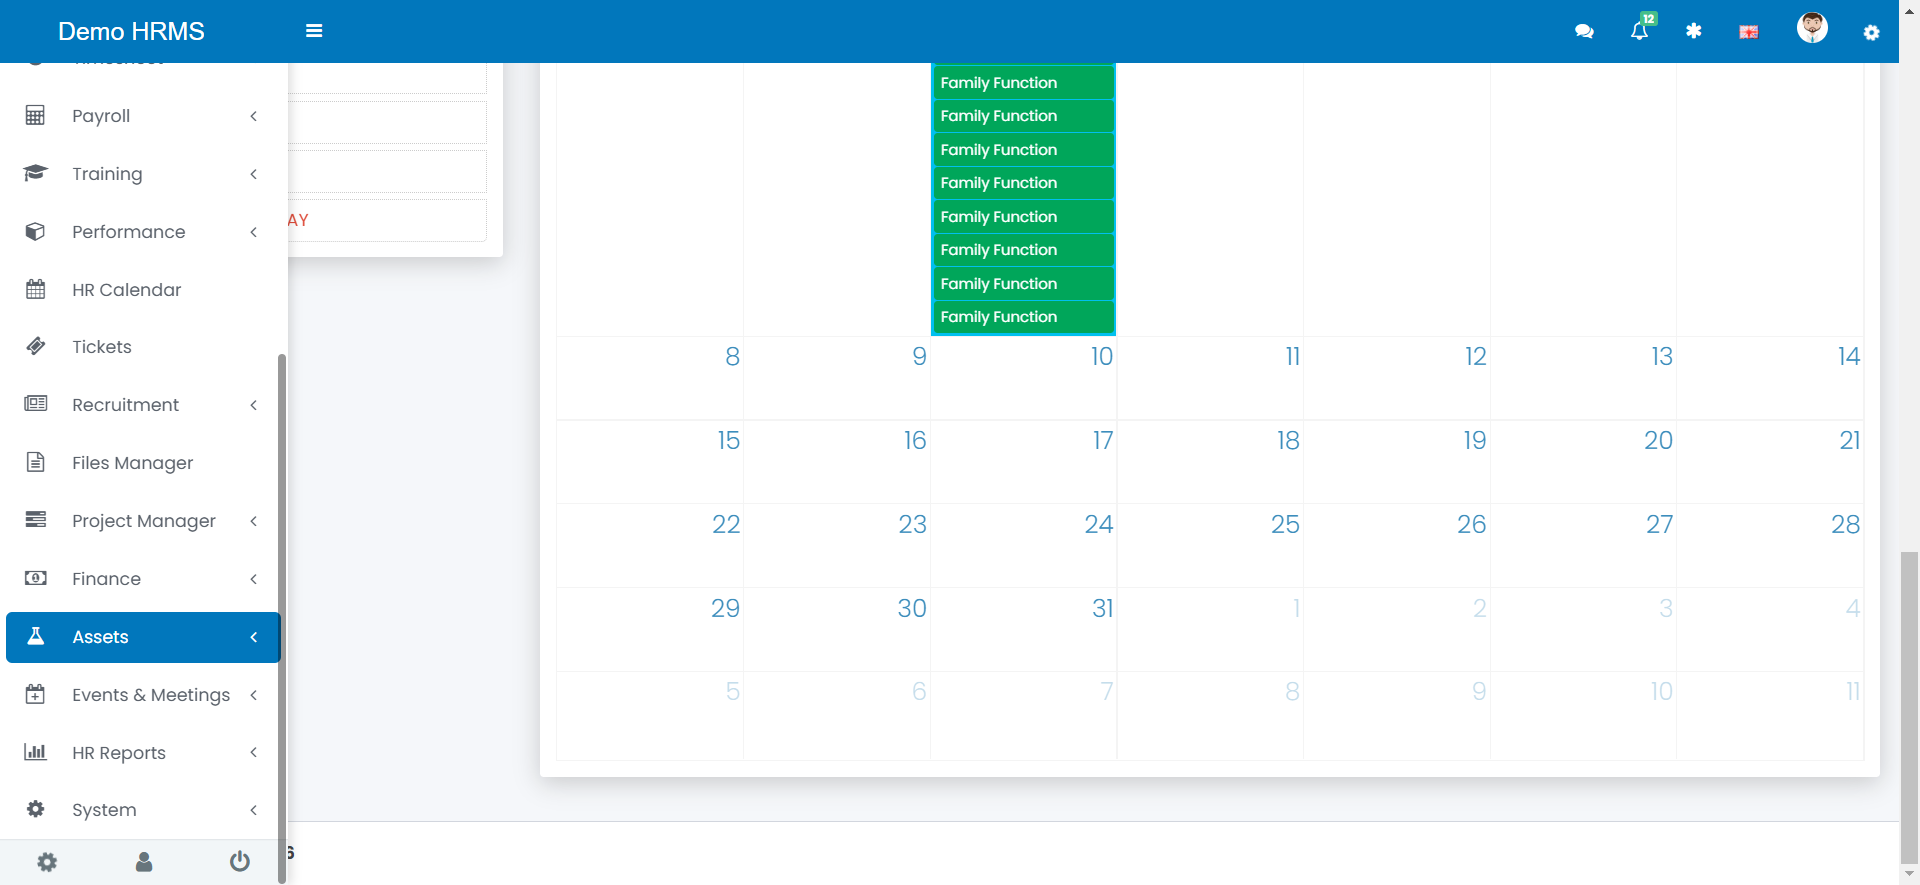 Demo HRMS
12
Payroll
Training
Performance
HR Calendar
Tickets
Recruitment
Files Manager
Project Manager
Finance
Assets
Events & Meetings
HR Reports
System
AY
Family Function
Family Function
Family Function
Family Function
Family Function
Family Function
Family Function
Family Function
8 9 10 11 12 13 14
15 16 17 18 19 20 21
22 23 24 25 26 27 28
29 30 31 1 2 3 4
5 6 7 8 9 10 11
6